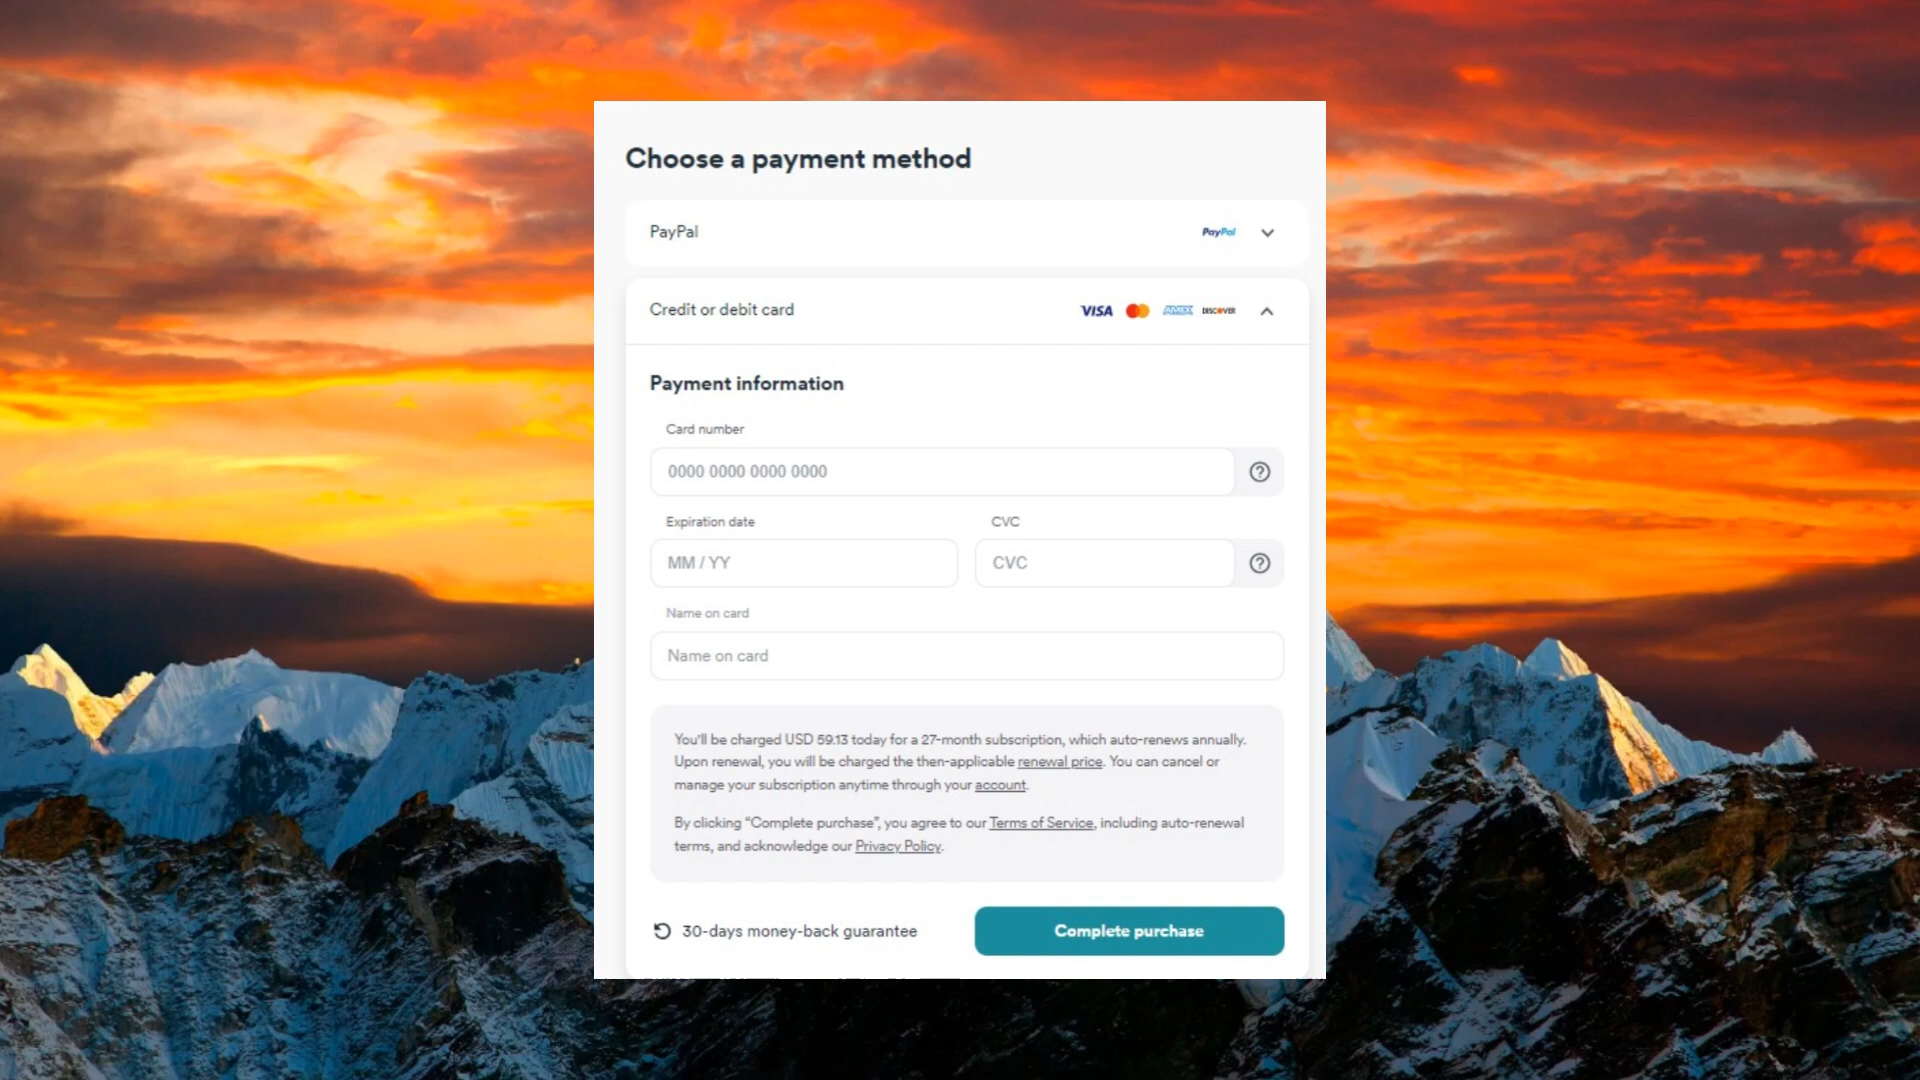 Choose a payment method
PayPal PayPal
Credit or debit card VISA AMEX DISCOVER
Payment information
Card number
0000 0000 0000 0000
Expiration date CVC
MM / YY CVC
Name on card
Name on card
You'll be charged USD 59.13 today for a 27-month subscription, which auto-renews annually.
Upon renewal, you will be charged the then-applicable renewal price. You can cancel or
manage your subscription anytime through your account.
By clicking “Complete purchase”, you agree to our Terms of Service, including auto-renewal
terms, and acknowledge our Privacy Policy.
30-days money-back guarantee Complete purchase